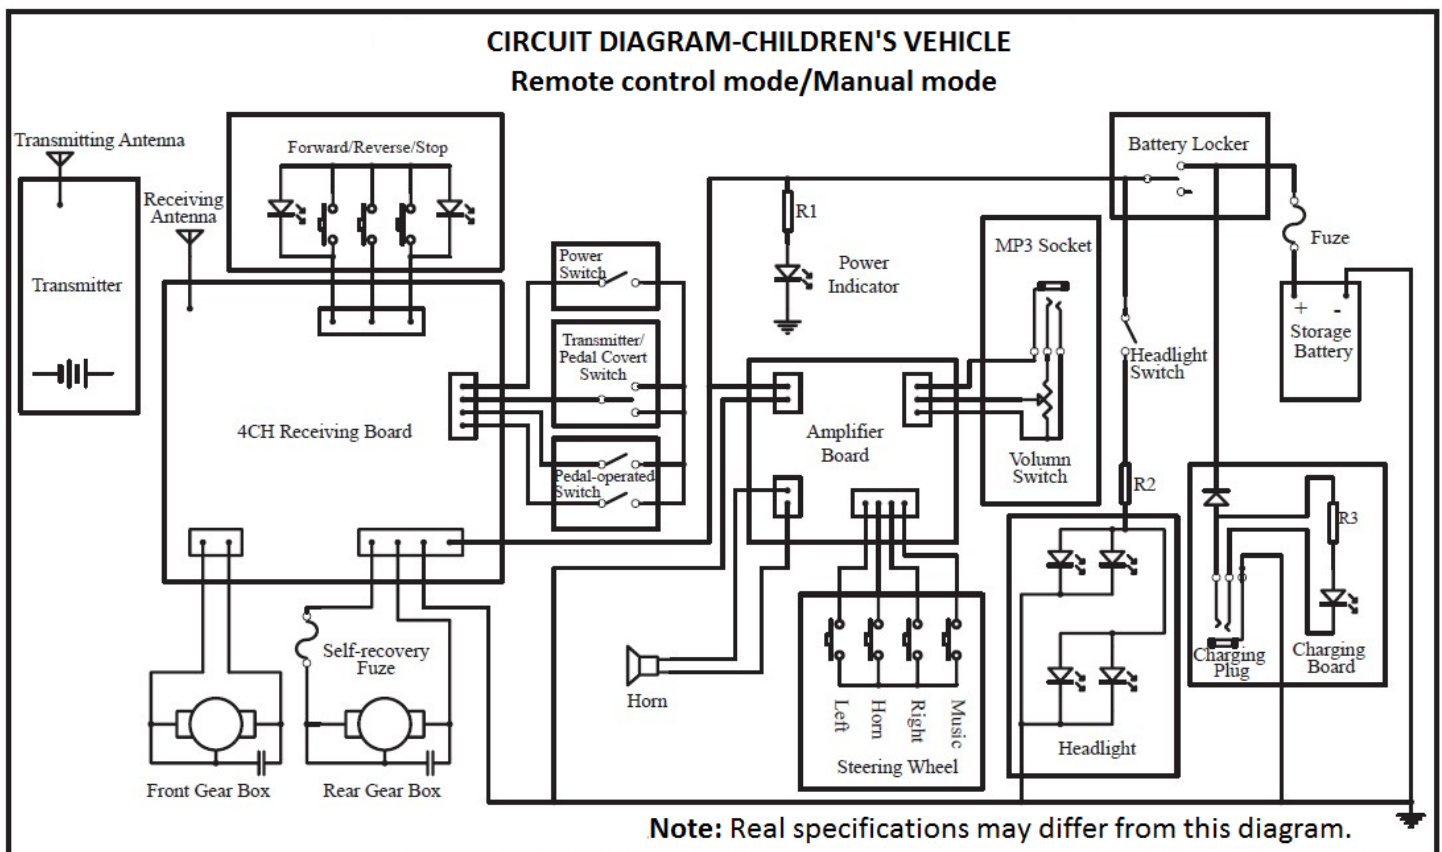 CIRCUIT DIAGRAM-CHILDREN'S VEHICLE
Remote control mode/Manual mode
Transmitting Antenna
Transmitter
Receiving
Antenna
Forward/Reverse/Stop
4CH Receiving Board
Power
Switch
Transmitter/
Pedal Covert
Switch
Pedal-operated
Switch
R1
Power
Indicator
Amplifier
Board
MP3 Socket
Volumn
Switch
Battery Locker
Fuze
+ -
Storage
Battery
Headlight
Switch
R2
R3
Charging
Plug
Charging
Board
Headlight
Self-recovery
Fuze
Front Gear Box
Rear Gear Box
Horn
Left
Horn
Right
Music
Steering Wheel
Note: Real specifications may differ from this diagram.